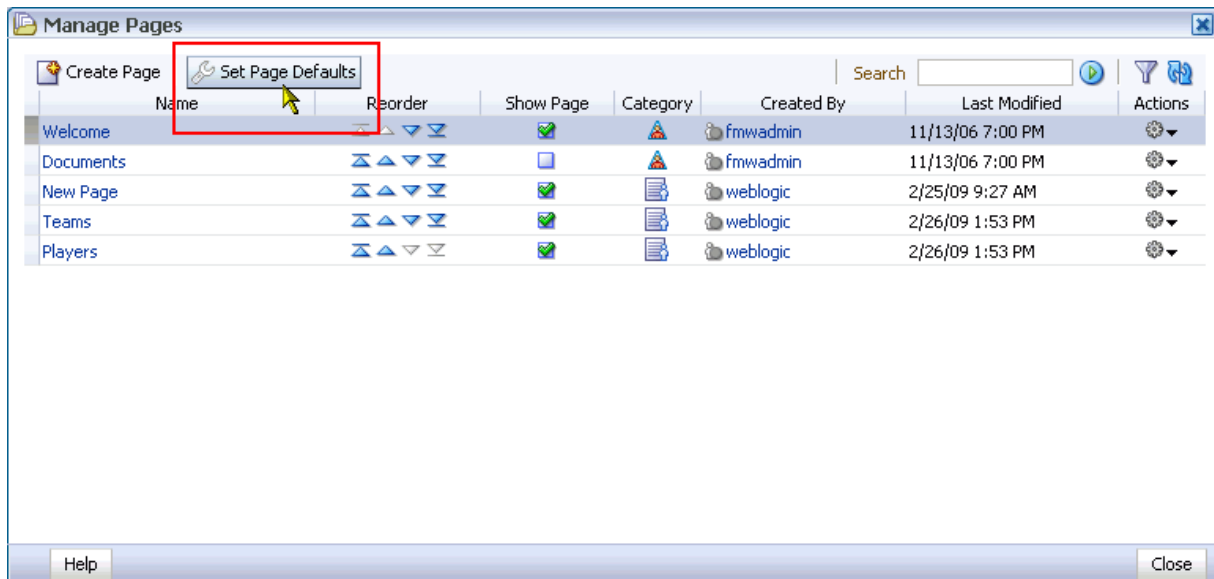 Manage Pages
Create Page Set Page Defaults Search
Name Reorder Show Page Category Created By Last Modified Actions
Welcome fmwadmin 11/13/06 7:00 PM
Documents fmwadmin 11/13/06 7:00 PM
New Page weblogic 2/25/09 9:27 AM
Teams weblogic 2/26/09 1:53 PM
Players weblogic 2/26/09 1:53 PM
Help Close